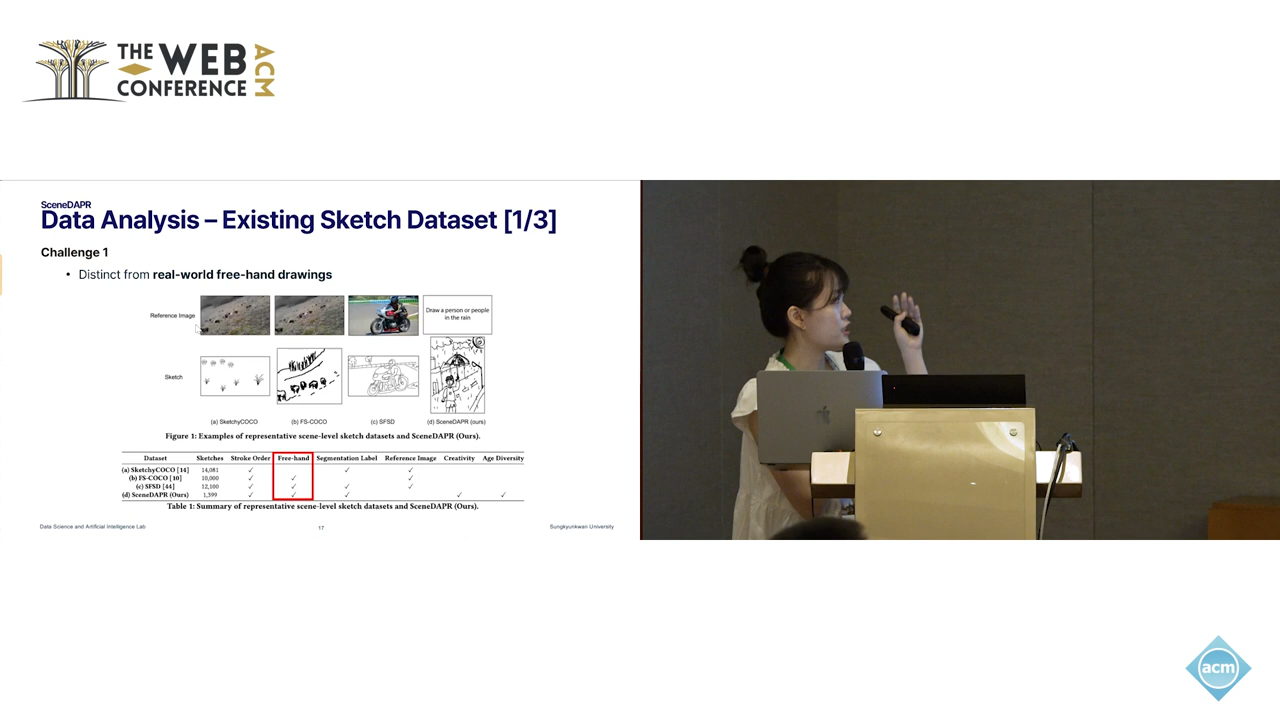 THE WEB CONFERENCE ACM
SceneDAPR
Data Analysis – Existing Sketch Dataset [1/3]
Challenge 1
• Distinct from real-world free-hand drawings
Reference Image
Draw a person or people in the rain
Sketch
(a) SketchyCOCO (b) FS-COCO (c) SFSD (d) SceneDAPR (ours)
Figure 1: Examples of representative scene-level sketch datasets and SceneDAPR (Ours).
Dataset Sketches Stroke Order Free-hand Segmentation Label Reference Image Creativity Age Diversity
(a) SketchyCOCO [14] 14,081 ✓ ✓ ✓
(b) FS-COCO [10] 10,000 ✓ ✓ ✓
(c) SFSD [44] 12,100 ✓ ✓ ✓ ✓
(d) SceneDAPR (Ours) 1,399 ✓ ✓ ✓ ✓ ✓
Table 1: Summary of representative scene-level sketch datasets and SceneDAPR (Ours).
Data Science and Artificial Intelligence Lab 17 Sungkyunkwan University
acm